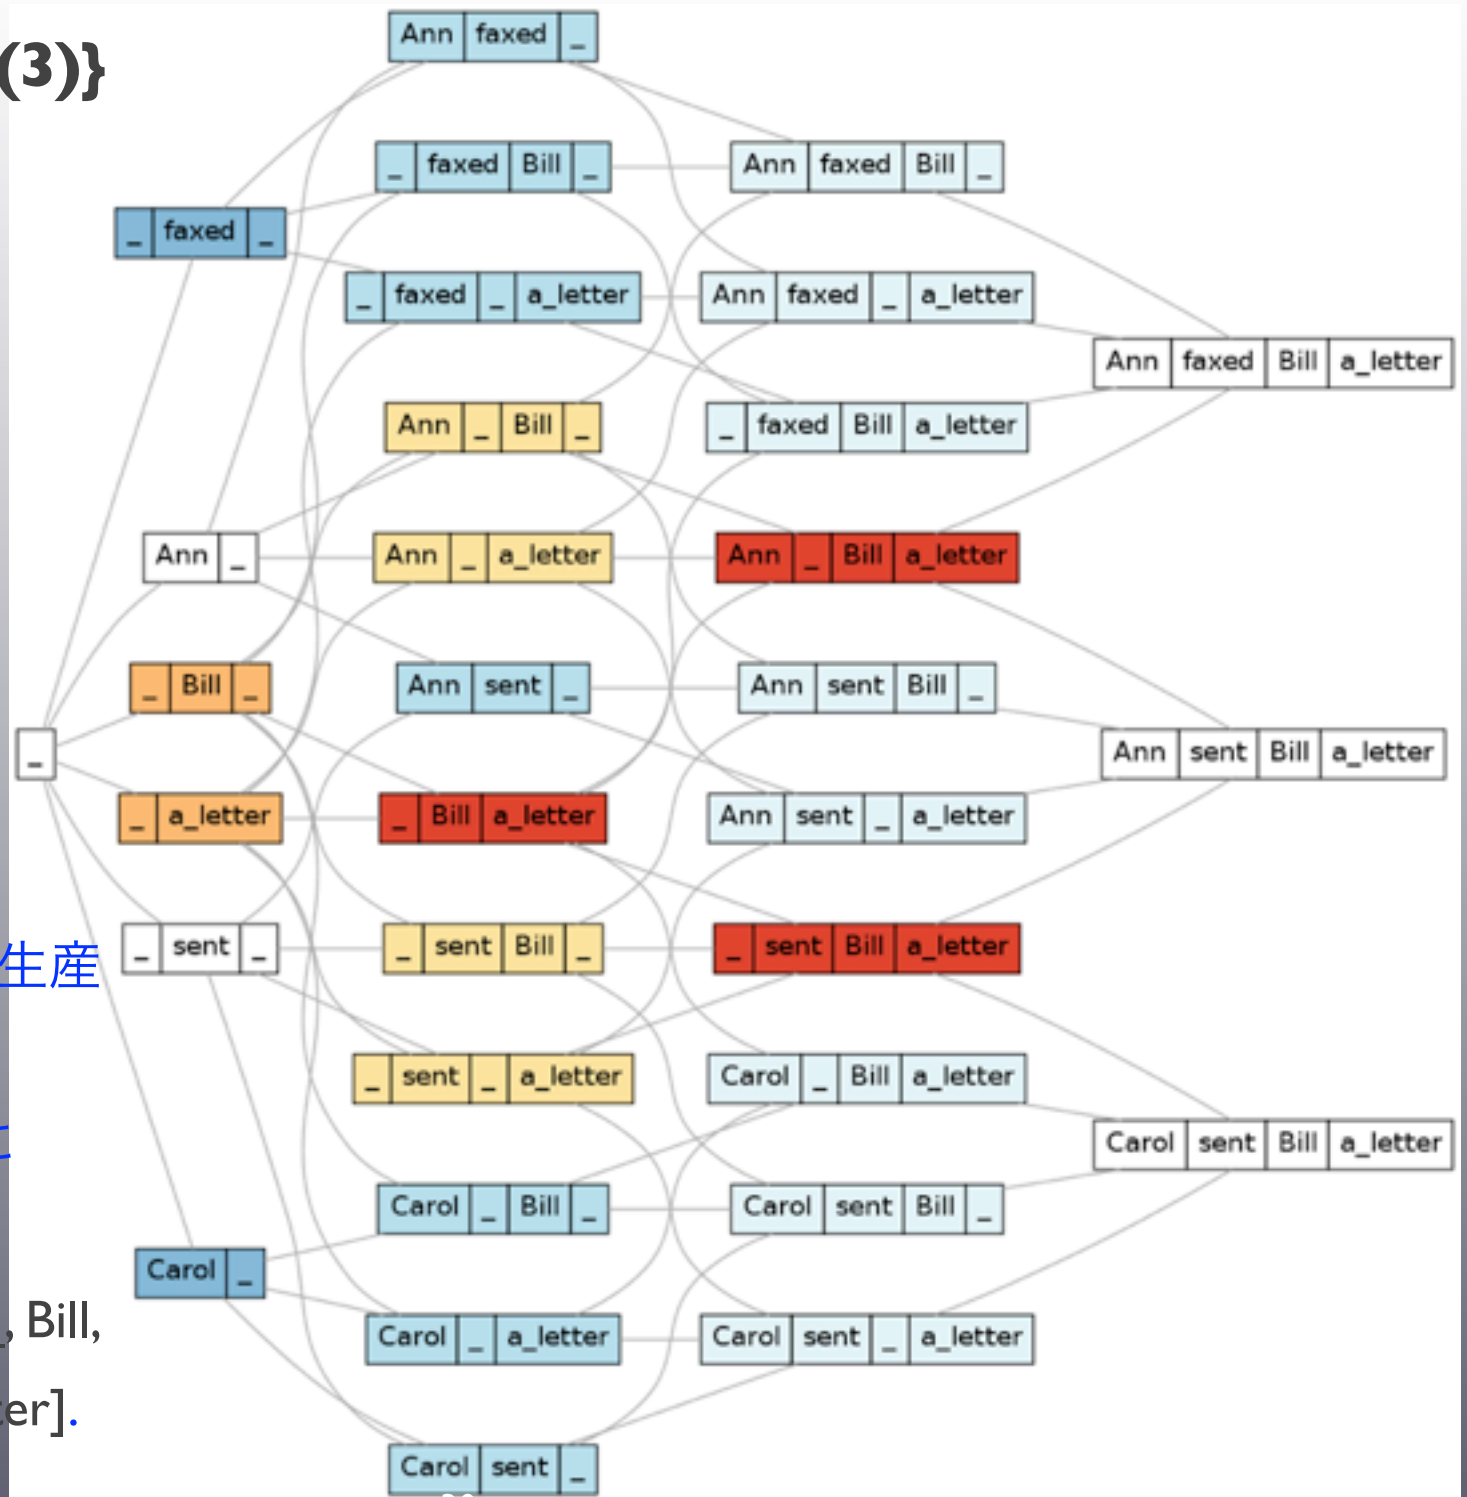 (3)}
生産
, Bill,
er].
Ann faxed _
_ faxed Bill _
Ann faxed Bill _
_ faxed _
_ faxed _ a_letter
Ann faxed _ a_letter
Ann faxed Bill a_letter
Ann _ Bill _
_ faxed Bill a_letter
Ann _
Ann _ a_letter
Ann _ Bill a_letter
_ Bill _
Ann sent _
Ann sent Bill _
_
Ann sent Bill a_letter
_ a_letter
_ Bill a_letter
Ann sent _ a_letter
_ sent _
_ sent Bill _
_ sent Bill a_letter
_ sent _ a_letter
Carol _ Bill a_letter
Carol sent Bill a_letter
Carol _ Bill _
Carol sent Bill _
Carol _
Carol _ a_letter
Carol sent _ a_letter
Carol sent _